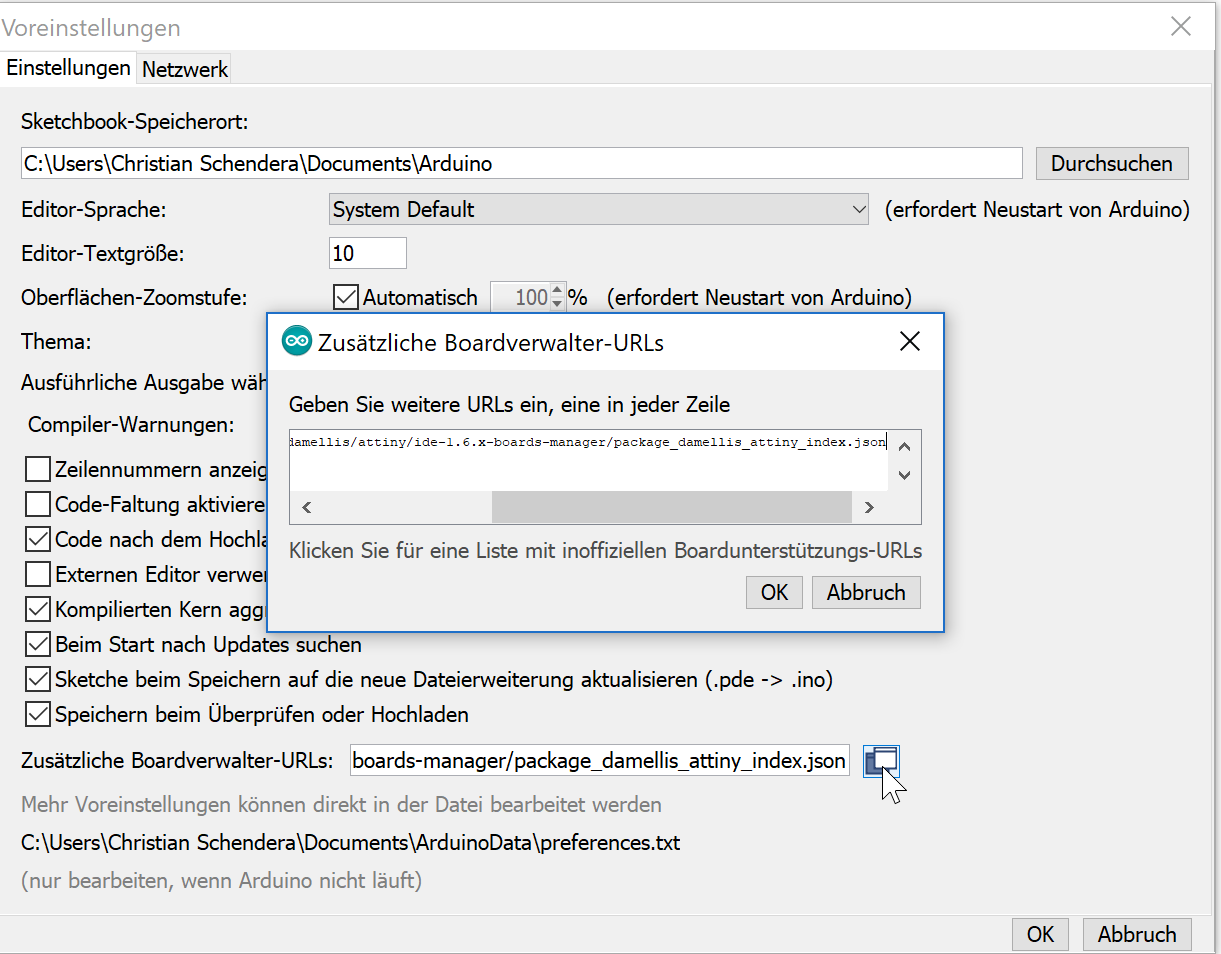 Voreinstellungen
Einstellungen Netzwerk
Sketchbook-Speicherort:
C:\Users\Christian Schendera\Documents\Arduino Durchsuchen
Editor-Sprache: System Default (erfordert Neustart von Arduino)
Editor-Textgröße: 10
Oberflächen-Zoomstufe: Automatisch 100 % (erfordert Neustart von Arduino)
Thema:
Ausführliche Ausgabe wäh
Compiler-Warnungen:
Zusätzliche Boardverwalter-URLs
Geben Sie weitere URLs ein, eine in jeder Zeile
damellis/attiny/ide-1.6.x-boards-manager/package_damellis_attiny_index.json
Klicken Sie für eine Liste mit inoffiziellen Boardunterstützungs-URLs
OK Abbruch
Zeilennummern anzeig
Code-Faltung aktiviere
Code nach dem Hochla
Externen Editor verwen
Kompilierten Kern agg
Beim Start nach Updates suchen
Sketche beim Speichern auf die neue Dateierweiterung aktualisieren (.pde -> .ino)
Speichern beim Überprüfen oder Hochladen
Zusätzliche Boardverwalter-URLs: boards-manager/package_damellis_attiny_index.json
Mehr Voreinstellungen können direkt in der Datei bearbeitet werden
C:\Users\Christian Schendera\Documents\ArduinoData\preferences.txt
(nur bearbeiten, wenn Arduino nicht läuft)
OK Abbruch